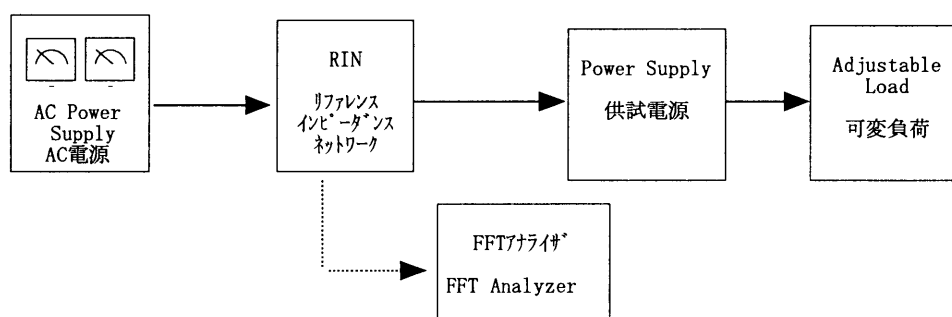 AC Power
Supply
AC電源
RIN
リファレンス
インピーダンス
ネットワーク
Power Supply
供試電源
Adjustable
Load
可変負荷
FFTアナライザ
FFT Analyzer